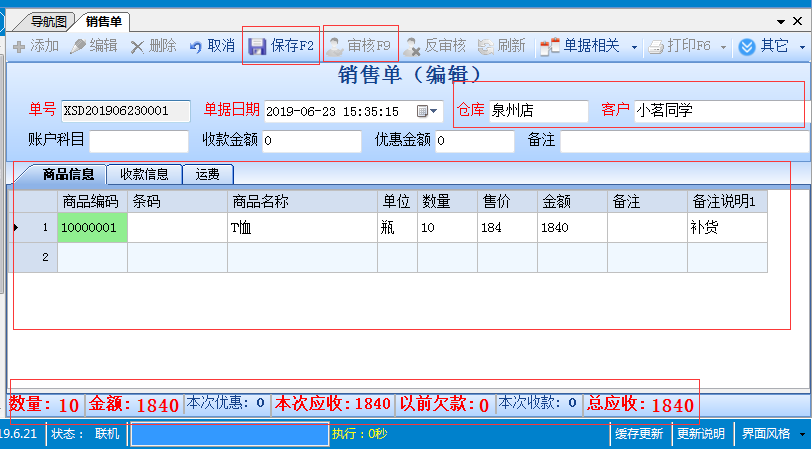 导航图 销售单
添加 编辑 删除 取消 保存F2 审核F9 反审核 刷新 单据相关 打印F6 其它
销售单（编辑）
单号 XSD201906230001 单据日期 2019-06-23 15:35:15 仓库 泉州店 客户 小茗同学
账户科目 收款金额 0 优惠金额 0 备注
商品信息 收款信息 运费
商品编码 条码 商品名称 单位 数量 售价 金额 备注 备注说明1
1 10000001 T恤 瓶 10 184 1840 补货
2
数量: 10 金额: 1840 本次优惠: 0 本次应收: 1840 以前欠款: 0 本次收款: 0 总应收: 1840
19.6.21 状态： 联机 执行：0秒 缓存更新 更新说明 界面风格